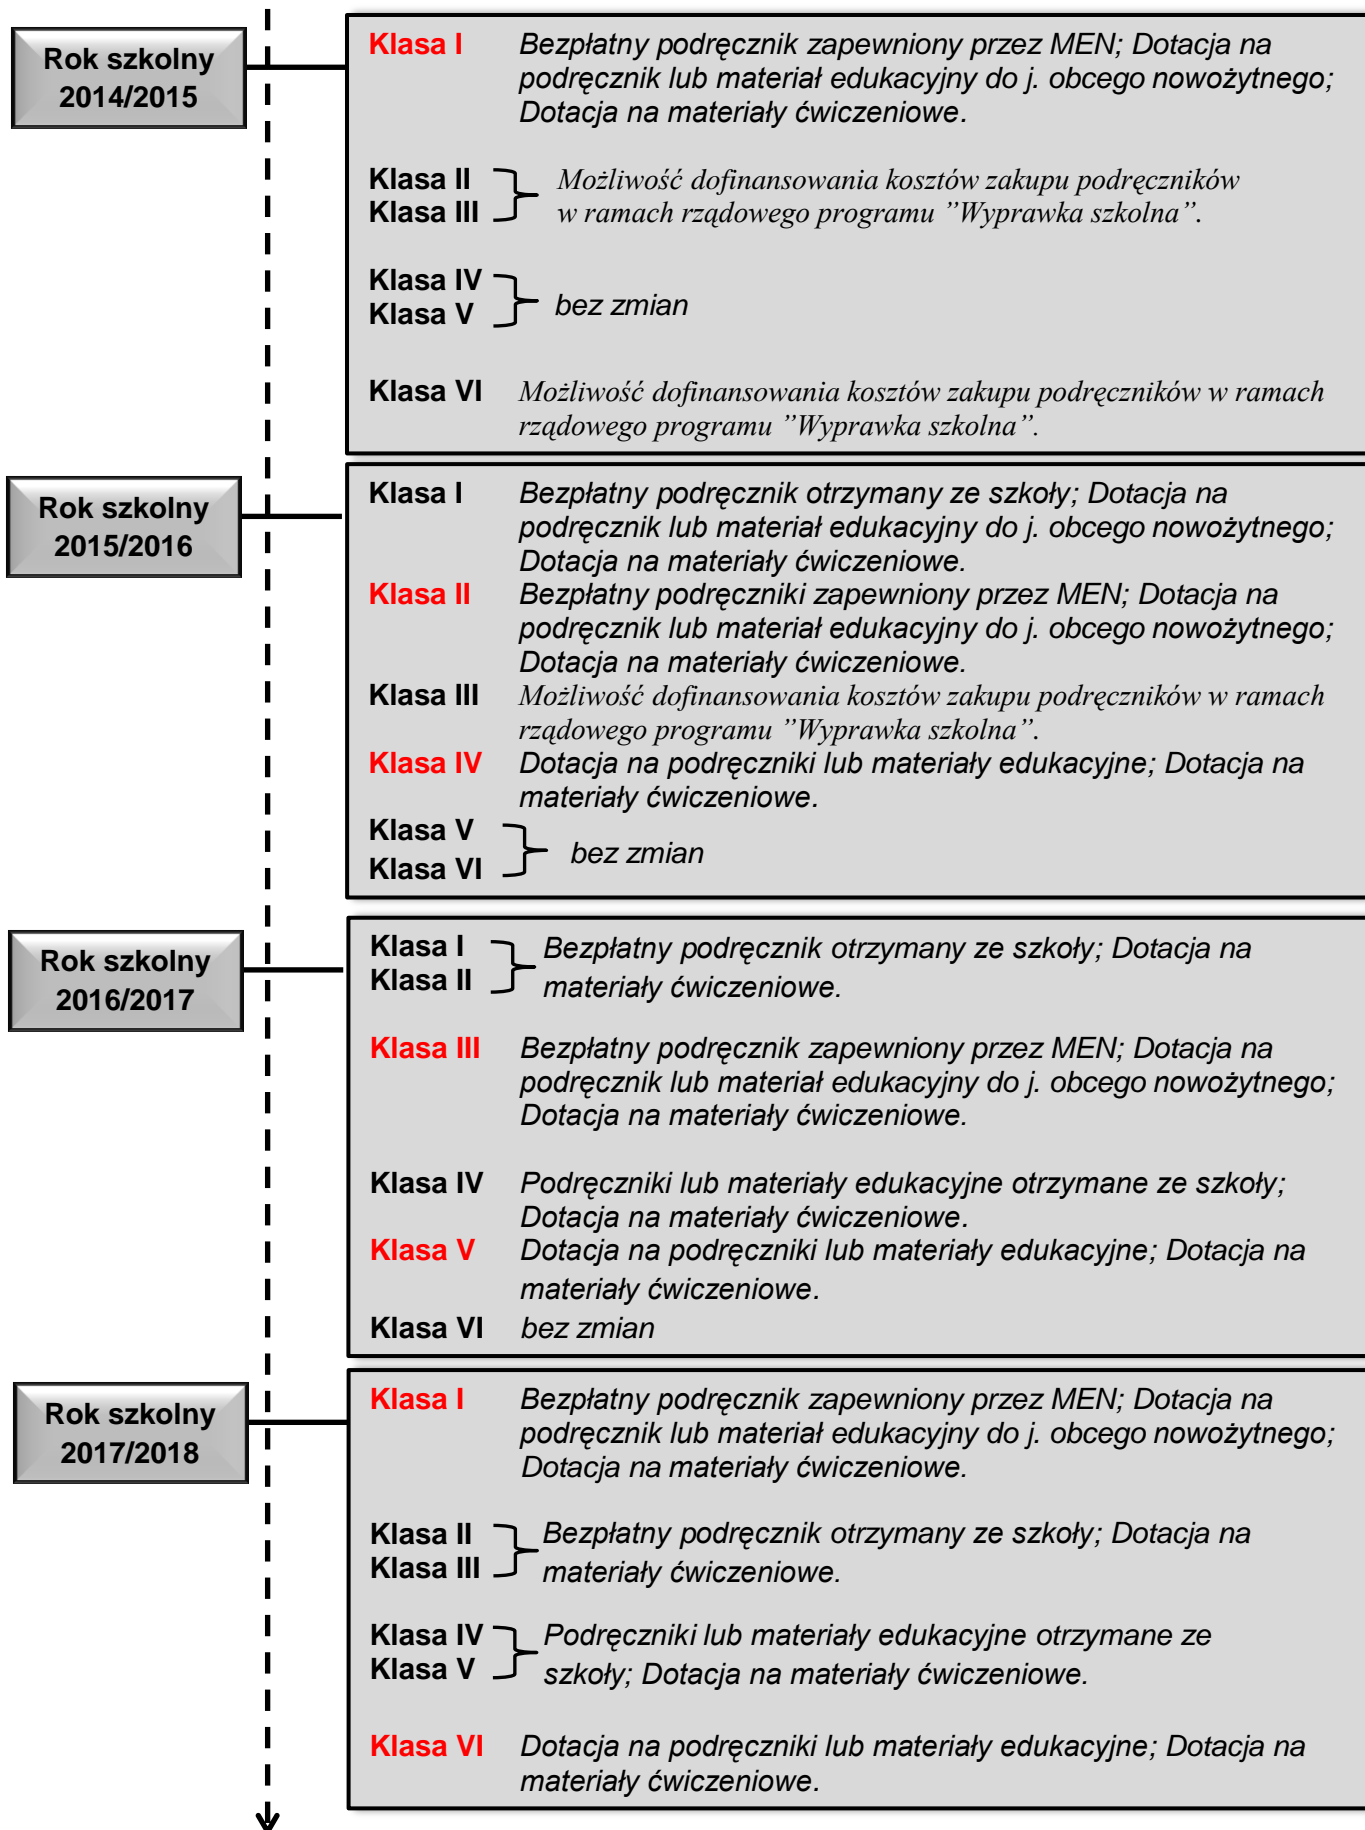 Rok szkolny
2014/2015
Klasa I Bezpłatny podręcznik zapewniony przez MEN; Dotacja na
podręcznik lub materiał edukacyjny do j. obcego nowożytnego;
Dotacja na materiały ćwiczeniowe.
Klasa II
Klasa III
Możliwość dofinansowania kosztów zakupu podręczników
w ramach rządowego programu ”Wyprawka szkolna”.
Klasa IV
Klasa V
bez zmian
Klasa VI Możliwość dofinansowania kosztów zakupu podręczników w ramach
rządowego programu ”Wyprawka szkolna”.
Rok szkolny
2015/2016
Klasa I Bezpłatny podręcznik otrzymany ze szkoły; Dotacja na
podręcznik lub materiał edukacyjny do j. obcego nowożytnego;
Dotacja na materiały ćwiczeniowe.
Klasa II Bezpłatny podręczniki zapewniony przez MEN; Dotacja na
podręcznik lub materiał edukacyjny do j. obcego nowożytnego;
Dotacja na materiały ćwiczeniowe.
Klasa III Możliwość dofinansowania kosztów zakupu podręczników w ramach
rządowego programu ”Wyprawka szkolna”.
Klasa IV Dotacja na podręczniki lub materiały edukacyjne; Dotacja na
materiały ćwiczeniowe.
Klasa V
Klasa VI
bez zmian
Rok szkolny
2016/2017
Klasa I
Klasa II
Bezpłatny podręcznik otrzymany ze szkoły; Dotacja na
materiały ćwiczeniowe.
Klasa III Bezpłatny podręcznik zapewniony przez MEN; Dotacja na
podręcznik lub materiał edukacyjny do j. obcego nowożytnego;
Dotacja na materiały ćwiczeniowe.
Klasa IV Podręczniki lub materiały edukacyjne otrzymane ze szkoły;
Dotacja na materiały ćwiczeniowe.
Klasa V Dotacja na podręczniki lub materiały edukacyjne; Dotacja na
materiały ćwiczeniowe.
Klasa VI bez zmian
Rok szkolny
2017/2018
Klasa I Bezpłatny podręcznik zapewniony przez MEN; Dotacja na
podręcznik lub materiał edukacyjny do j. obcego nowożytnego;
Dotacja na materiały ćwiczeniowe.
Klasa II
Klasa III
Bezpłatny podręcznik otrzymany ze szkoły; Dotacja na
materiały ćwiczeniowe.
Klasa IV
Klasa V
Podręczniki lub materiały edukacyjne otrzymane ze
szkoły; Dotacja na materiały ćwiczeniowe.
Klasa VI Dotacja na podręczniki lub materiały edukacyjne; Dotacja na
materiały ćwiczeniowe.